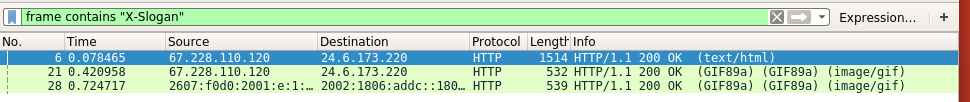 frame contains "X-Slogan" Expression... +
No. Time Source Destination Protocol Length Info
6 0.078465 67.228.110.120 24.6.173.220 HTTP 1514 HTTP/1.1 200 OK (text/html)
21 0.420958 67.228.110.120 24.6.173.220 HTTP 532 HTTP/1.1 200 OK (GIF89a) (GIF89a) (image/gif)
28 0.724717 2607:f0d0:2001:e:1:… 2002:1806:addc::180… HTTP 539 HTTP/1.1 200 OK (GIF89a) (GIF89a) (image/gif)